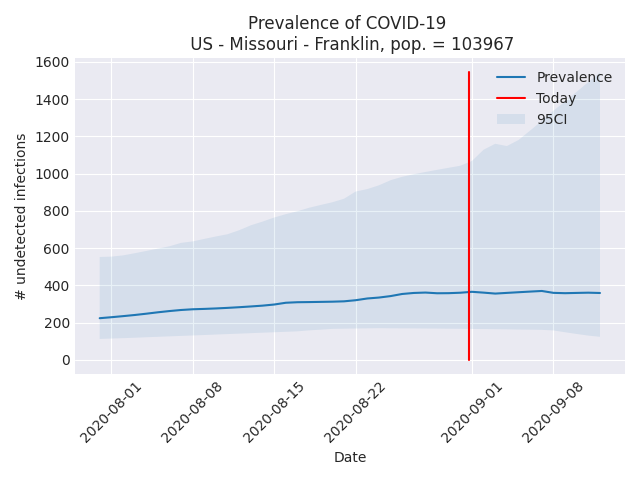 Prevalence of COVID-19
US - Missouri - Franklin, pop. = 103967
1600
1400
1200
1000
800
600
400
200
0
# undetected infections
Prevalence
Today
95CI
2020-08-01
2020-08-08
2020-08-15
2020-08-22
2020-09-01
2020-09-08
Date